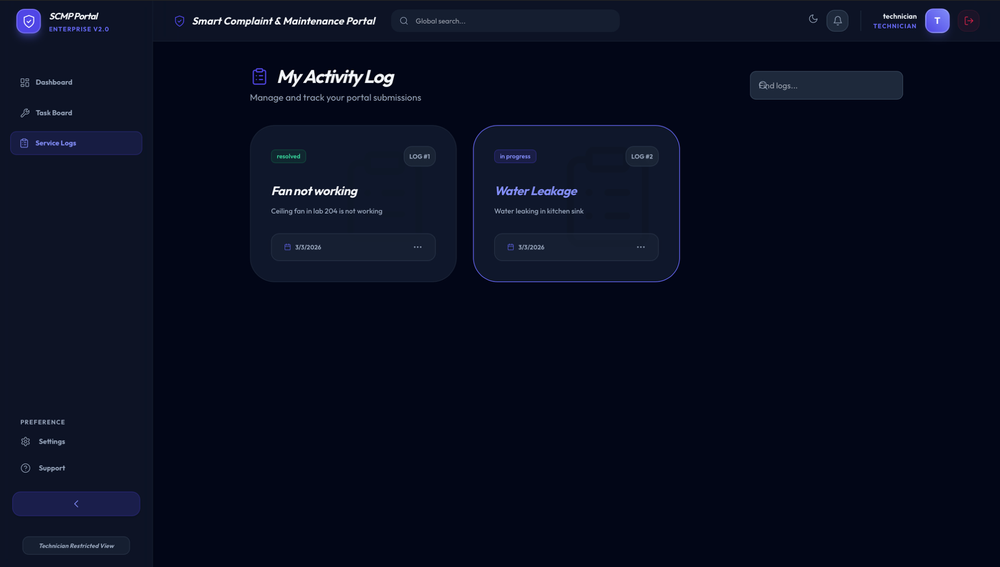 SCMP Portal
ENTERPRISE V2.0
Smart Complaint & Maintenance Portal
Global search...
technician
TECHNICIAN
T
Dashboard
Task Board
Service Logs
PREFERENCE
Settings
Support
Technician Restricted View
My Activity Log
Manage and track your portal submissions
Find logs...
resolved
LOG #1
Fan not working
Ceiling fan in lab 204 is not working
3/3/2026
in progress
LOG #2
Water Leakage
Water leaking in kitchen sink
3/3/2026